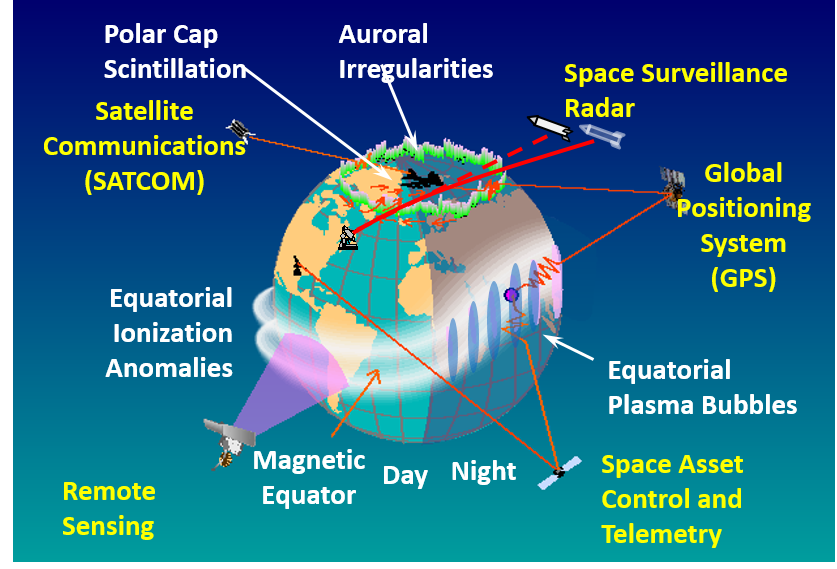 Polar Cap
Scintillation
Auroral
Irregularities
Space Surveillance
Radar
Satellite
Communications
(SATCOM)
Global
Positioning
System
(GPS)
Equatorial
Ionization
Anomalies
Equatorial
Plasma Bubbles
Magnetic
Equator
Day
Night
Space Asset
Control and
Telemetry
Remote
Sensing